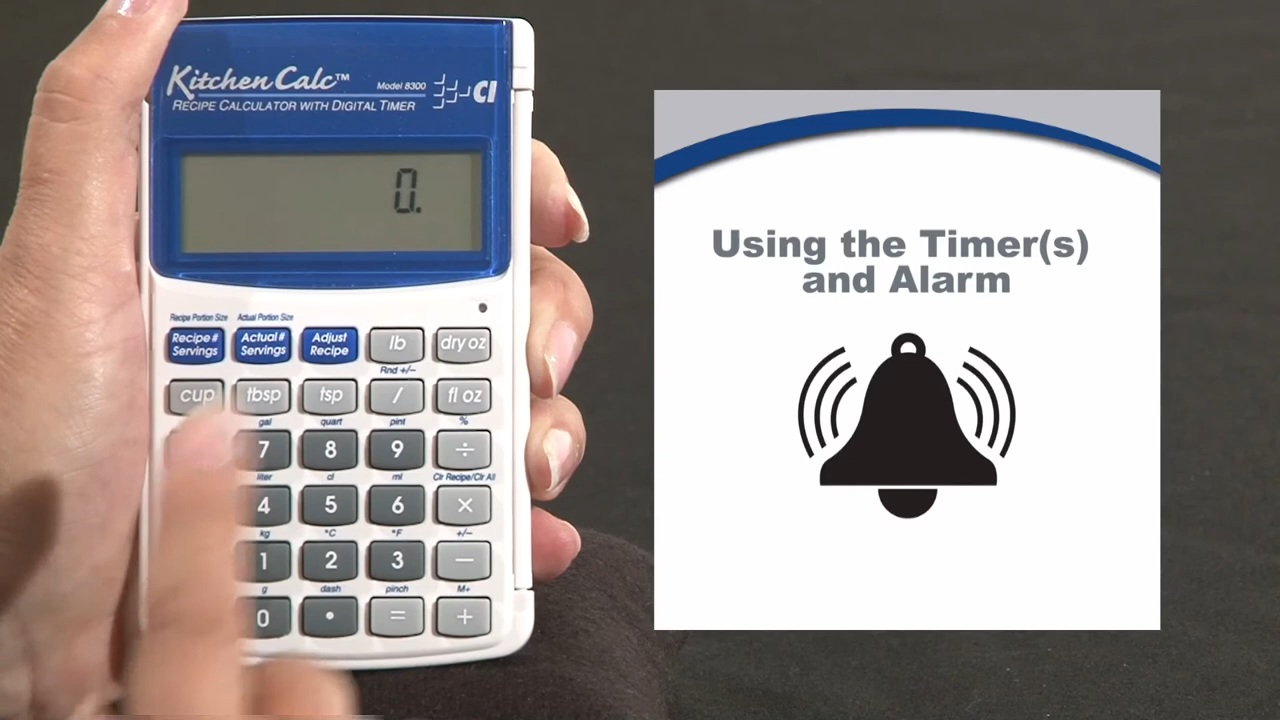 KitchenCalc™
Model 8300
CI
RECIPE CALCULATOR WITH DIGITAL TIMER
0.
Recipe Portion Size Actual Portion Size
Recipe # Servings Actual # Servings Adjust Recipe lb dry oz
Rnd +/–
cup tbsp tsp / fl oz
gal quart pint %
7 8 9 ÷
liter cl ml Clr Recipe/Clr All
4 5 6 ×
kg °C °F +/–
1 2 3 –
g dash pinch M+
0 • = +
Using the Timer(s)
and Alarm